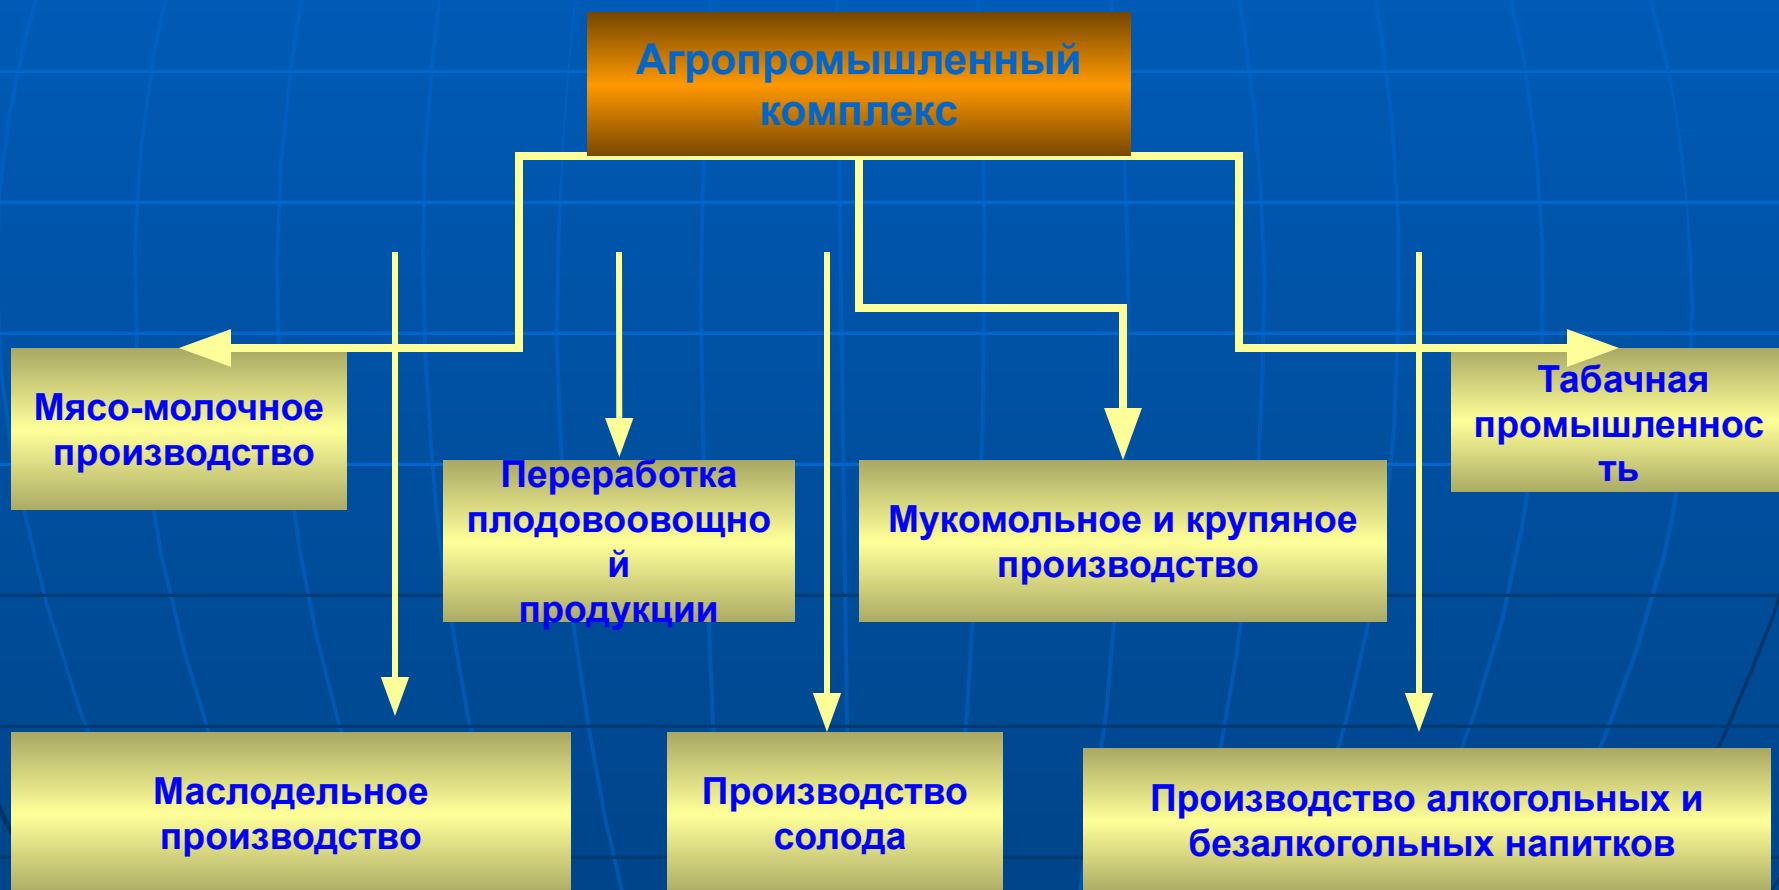 Агропромышленный
комплекс
Мясо-молочное
производство
Переработка
плодовоовощно
й
продукции
Мукомольное и крупяное
производство
Табачная
промышленнос
ть
Маслодельное
производство
Производство
солода
Производство алкогольных и
безалкогольных напитков